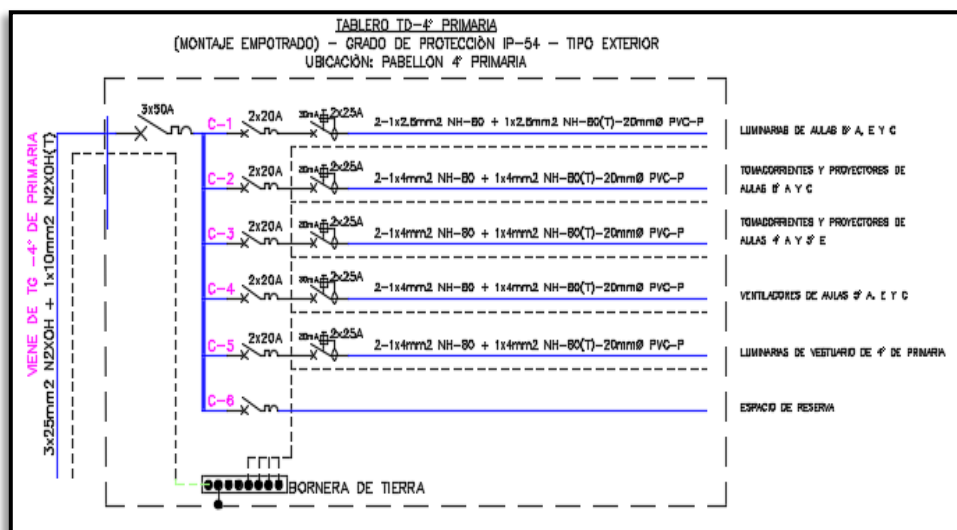 TABLERO TD-4° PRIMARIA
(MONTAJE EMPOTRADO) - GRADO DE PROTECCIÓN IP-54 - TIPO EXTERIOR
UBICACIÓN: PABELLON 4° PRIMARIA
VIENE DE TG -4° DE PRIMARIA
3x25mm2 N2XOH + 1x10mm2 N2XOH(T)
3x50A
C-1 2x20A 30mA 2x25A 2-1x2.5mm2 NH-80 + 1x2.5mm2 NH-80(T)-20mmØ PVC-P LUMINARIAS DE AULAS A, E Y C
C-2 2x20A 30mA 2x25A 2-1x4mm2 NH-80 + 1x4mm2 NH-80(T)-20mmØ PVC-P TOMACORRIENTES Y PROYECTORES DE
AULAS A Y C
C-3 2x20A 30mA 2x25A 2-1x4mm2 NH-80 + 1x4mm2 NH-80(T)-20mmØ PVC-P TOMACORRIENTES Y PROYECTORES DE
AULAS 4° A Y E
C-4 2x20A 30mA 2x25A 2-1x4mm2 NH-80 + 1x4mm2 NH-80(T)-20mmØ PVC-P VENTILADORES DE AULAS A, E Y C
C-5 2x20A 30mA 2x25A 2-1x4mm2 NH-80 + 1x4mm2 NH-80(T)-20mmØ PVC-P LUMINARIAS DE VESTUARIO DE 4° DE PRIMARIA
C-6 ESPACIO DE RESERVA
BORNERA DE TIERRA